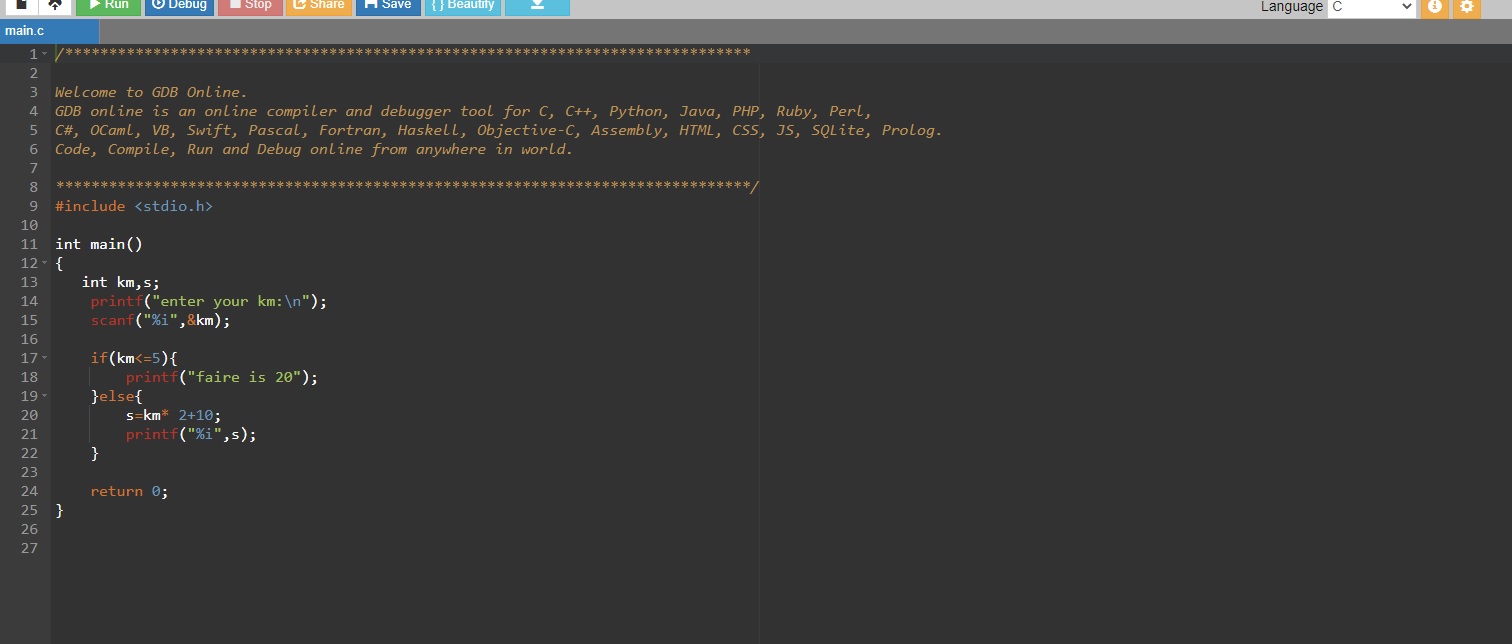 Run Debug Stop Share Save { } Beautify Language C
main.c
1 /******************************************************************************
2
3 Welcome to GDB Online.
4 GDB online is an online compiler and debugger tool for C, C++, Python, Java, PHP, Ruby, Perl,
5 C#, OCaml, VB, Swift, Pascal, Fortran, Haskell, Objective-C, Assembly, HTML, CSS, JS, SQLite, Prolog.
6 Code, Compile, Run and Debug online from anywhere in world.
7
8 *******************************************************************************/
9 #include <stdio.h>
10
11 int main()
12 {
13    int km,s;
14     printf("enter your km:\n");
15     scanf("%i",&km);
16
17     if(km<=5){
18         printf("faire is 20");
19     }else{
20         s=km* 2+10;
21         printf("%i",s);
22     }
23
24     return 0;
25 }
26
27